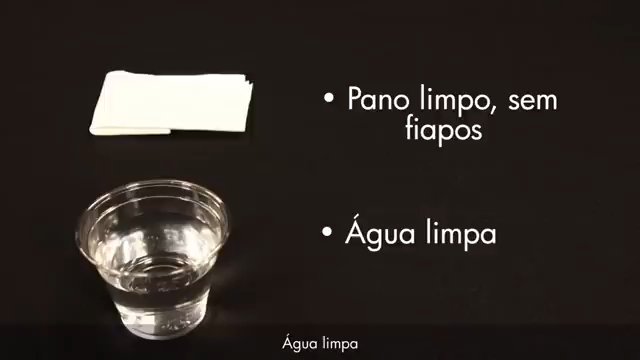 • Pano limpo, sem
fiapos
• Água limpa
Água limpa